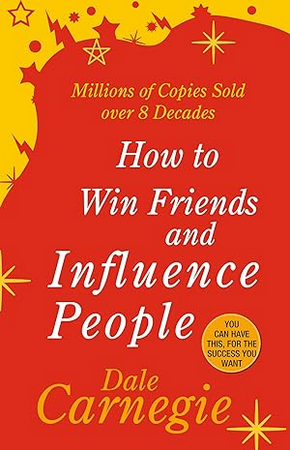 Millions of Copies Sold
over 8 Decades
How to
Win Friends
and
Influence
People
YOU
CAN HAVE
THIS, FOR THE
SUCCESS YOU
WANT
Dale
Carnegie